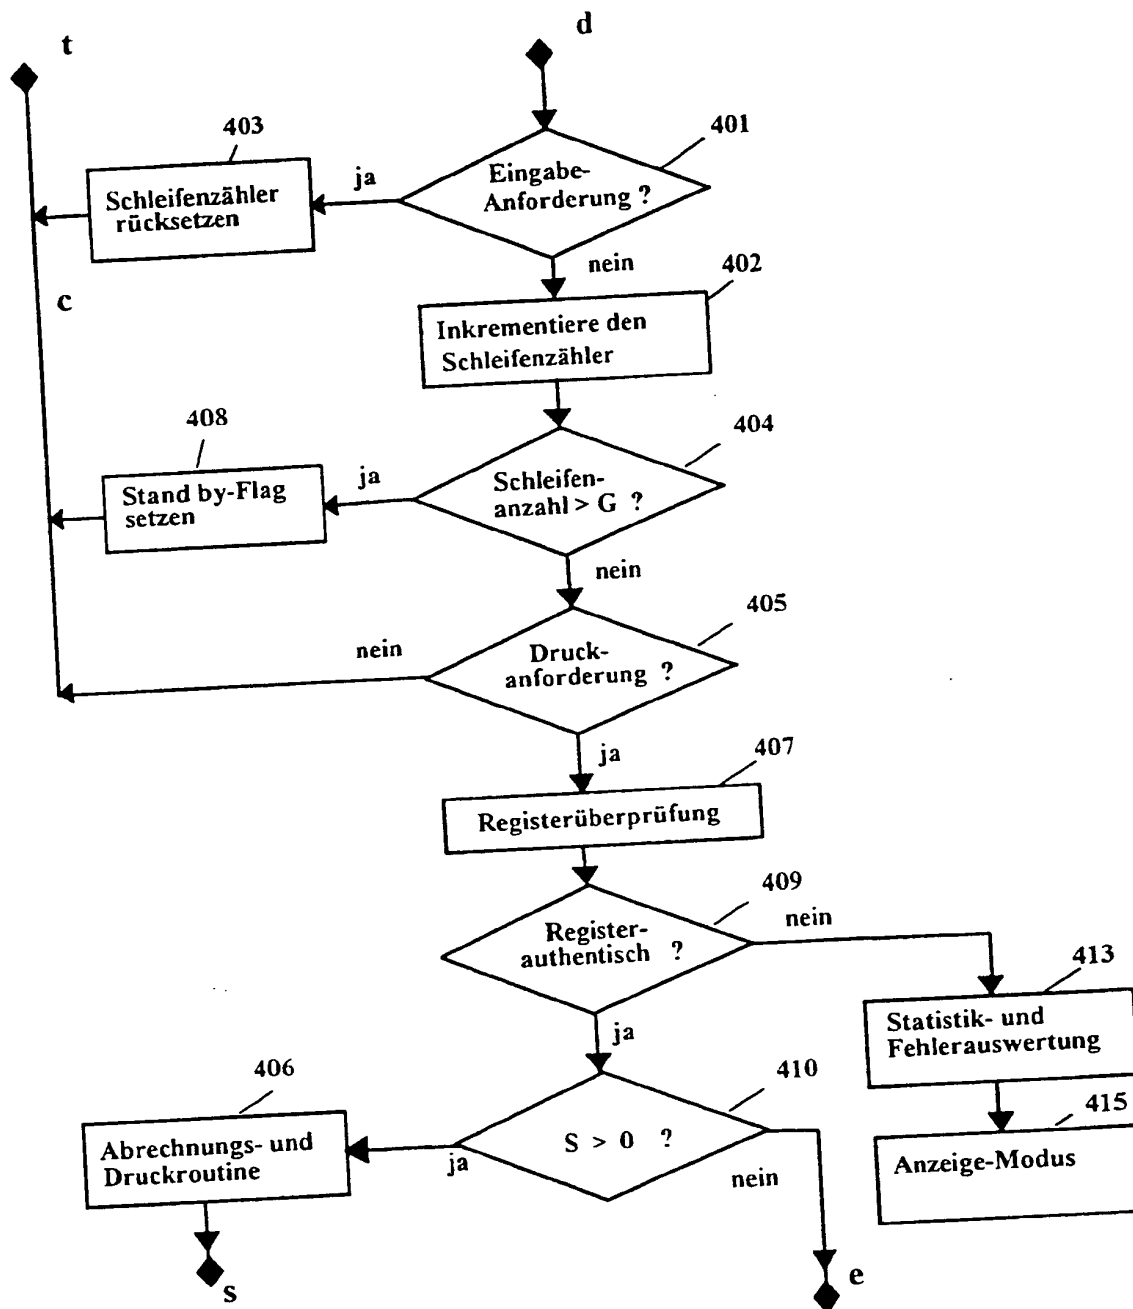 d
t
403
401
Eingabe-
Anforderung ?
ja
Schleifenzähler
rücksetzen
nein
402
c
Inkrementiere den
Schleifenzähler
408
404
ja
Schleifen-
anzahl > G ?
Stand by-Flag
setzen
nein
405
nein
Druck-
anforderung ?
ja
407
Registerüberprüfung
409
nein
Register-
authentisch ?
413
Statistik- und
Fehlerauswertung
ja
406
410
415
Abrechnungs- und
Druckroutine
ja
S > 0 ?
nein
Anzeige-Modus
s
e